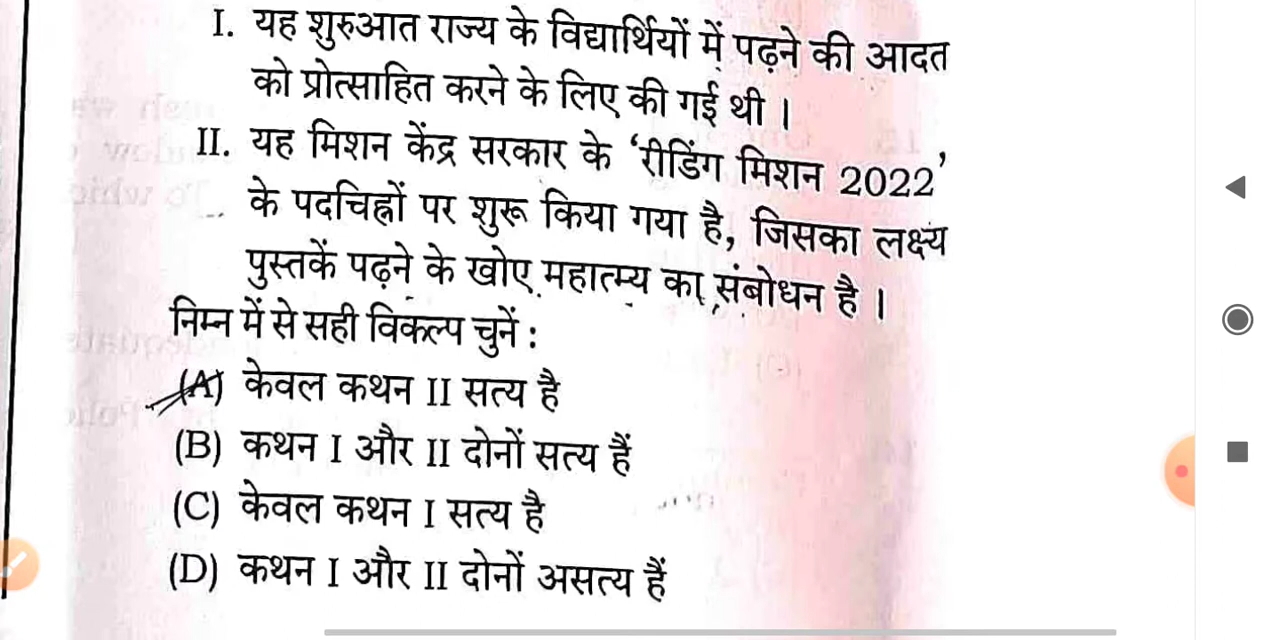 I. यह शुरुआत राज्य के विद्यार्थियों में पढ़ने की आदत
को प्रोत्साहित करने के लिए की गई थी ।
II. यह मिशन केंद्र सरकार के ‘रीडिंग मिशन 2022’
के पदचिह्नों पर शुरू किया गया है, जिसका लक्ष्य
पुस्तकें पढ़ने के खोए महात्म्य का संबोधन है ।
निम्न में से सही विकल्प चुनें :
(A) केवल कथन II सत्य है
(B) कथन I और II दोनों सत्य हैं
(C) केवल कथन I सत्य है
(D) कथन I और II दोनों असत्य हैं